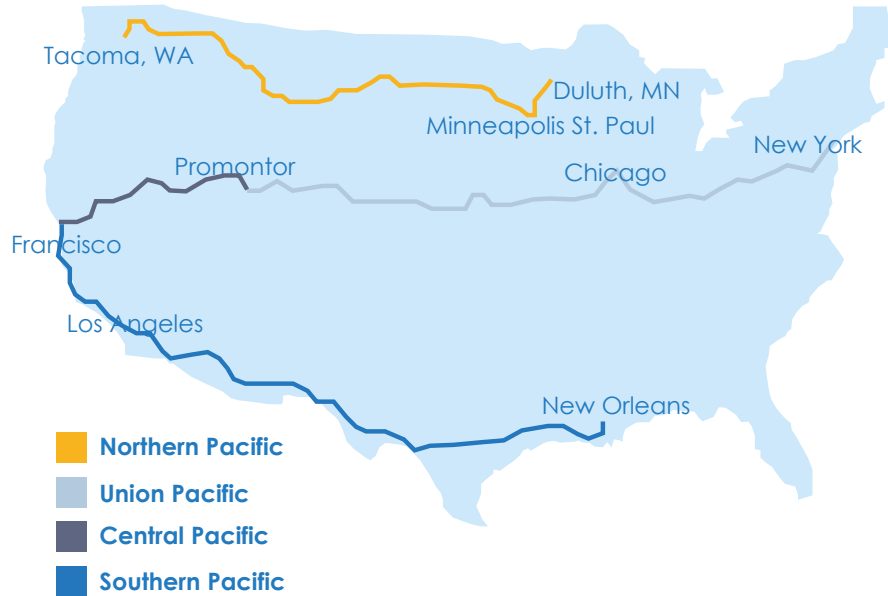 Tacoma, WA
Duluth, MN
Minneapolis St. Paul
New York
Promontor
Chicago
Francisco
Los Angeles
New Orleans
Northern Pacific
Union Pacific
Central Pacific
Southern Pacific